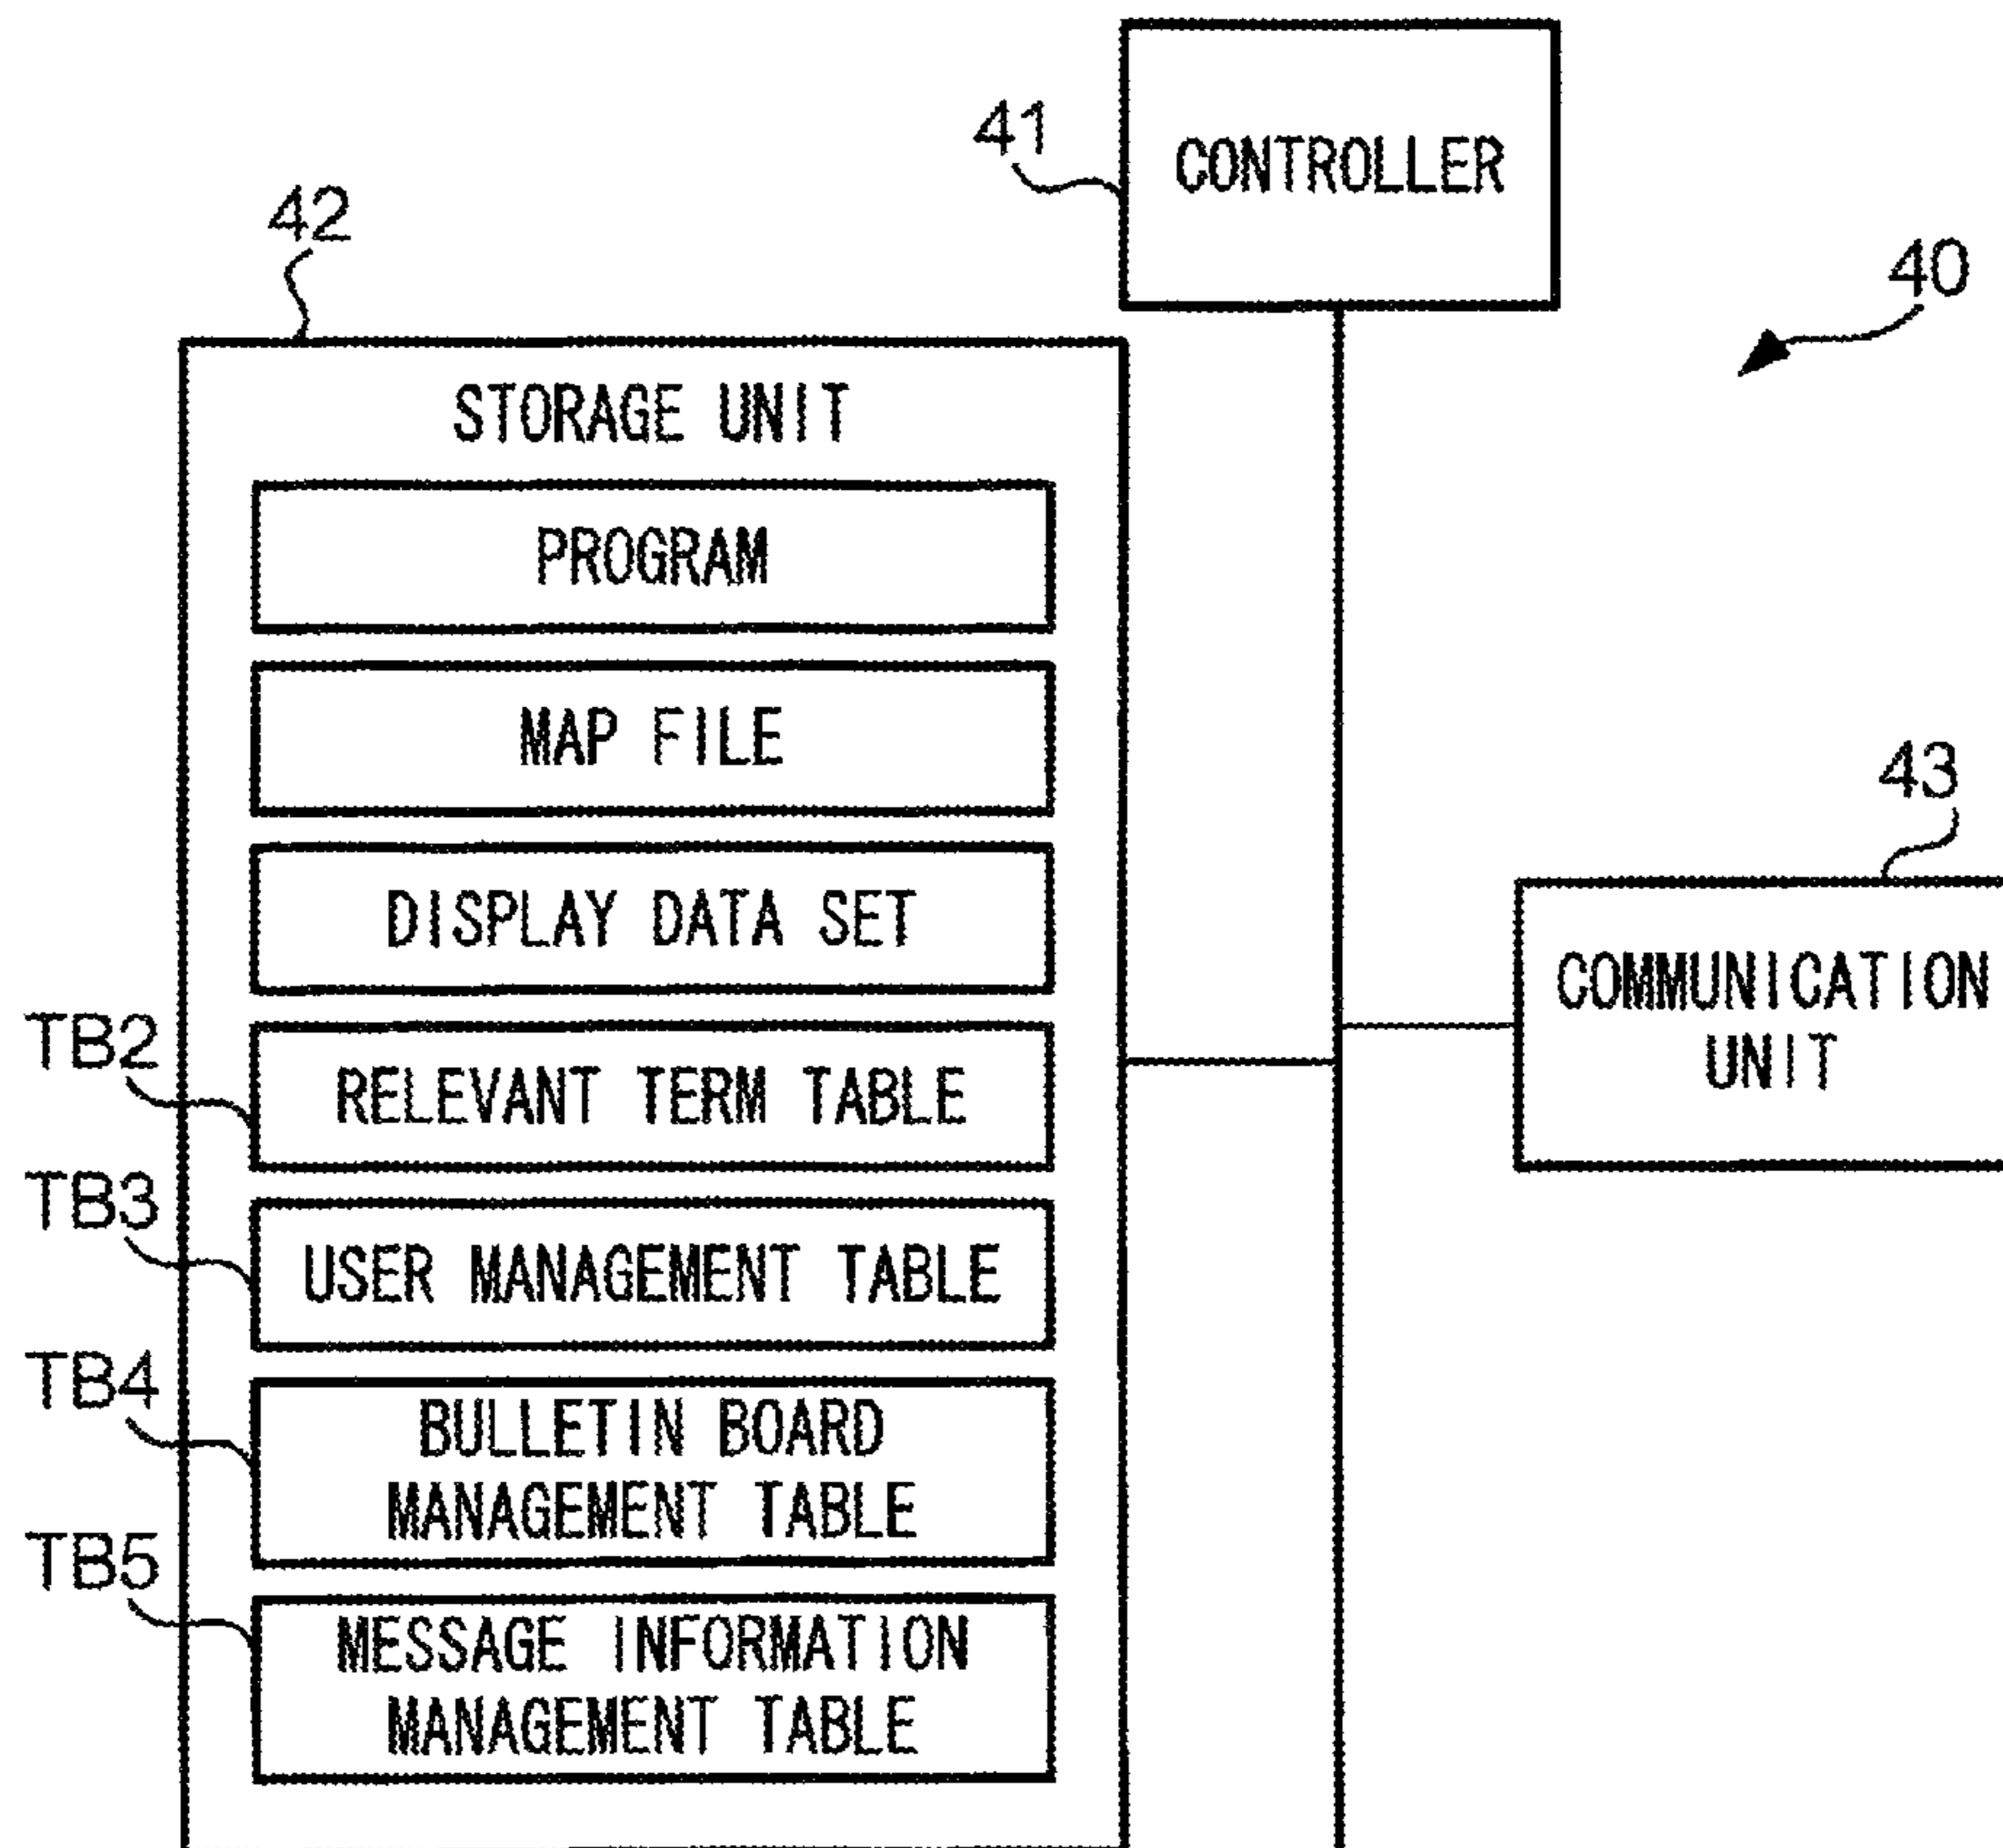 41
CONTROLLER
42
40
STORAGE UNIT
PROGRAM
MAP FILE
43
DISPLAY DATA SET
COMMUNICATION
UNIT
TB2
RELEVANT TERM TABLE
TB3
USER MANAGEMENT TABLE
TB4
BULLETIN BOARD
MANAGEMENT TABLE
TB5
MESSAGE INFORMATION
MANAGEMENT TABLE